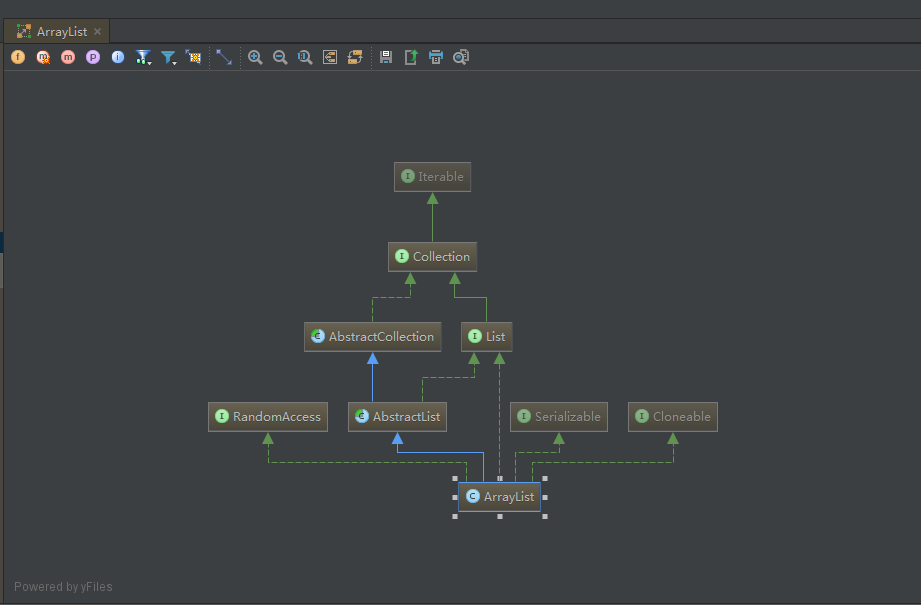 ArrayList
f
m
m
p
i
I Iterable
I Collection
C AbstractCollection
I List
I RandomAccess
C AbstractList
I Serializable
I Cloneable
C ArrayList
Powered by yFiles